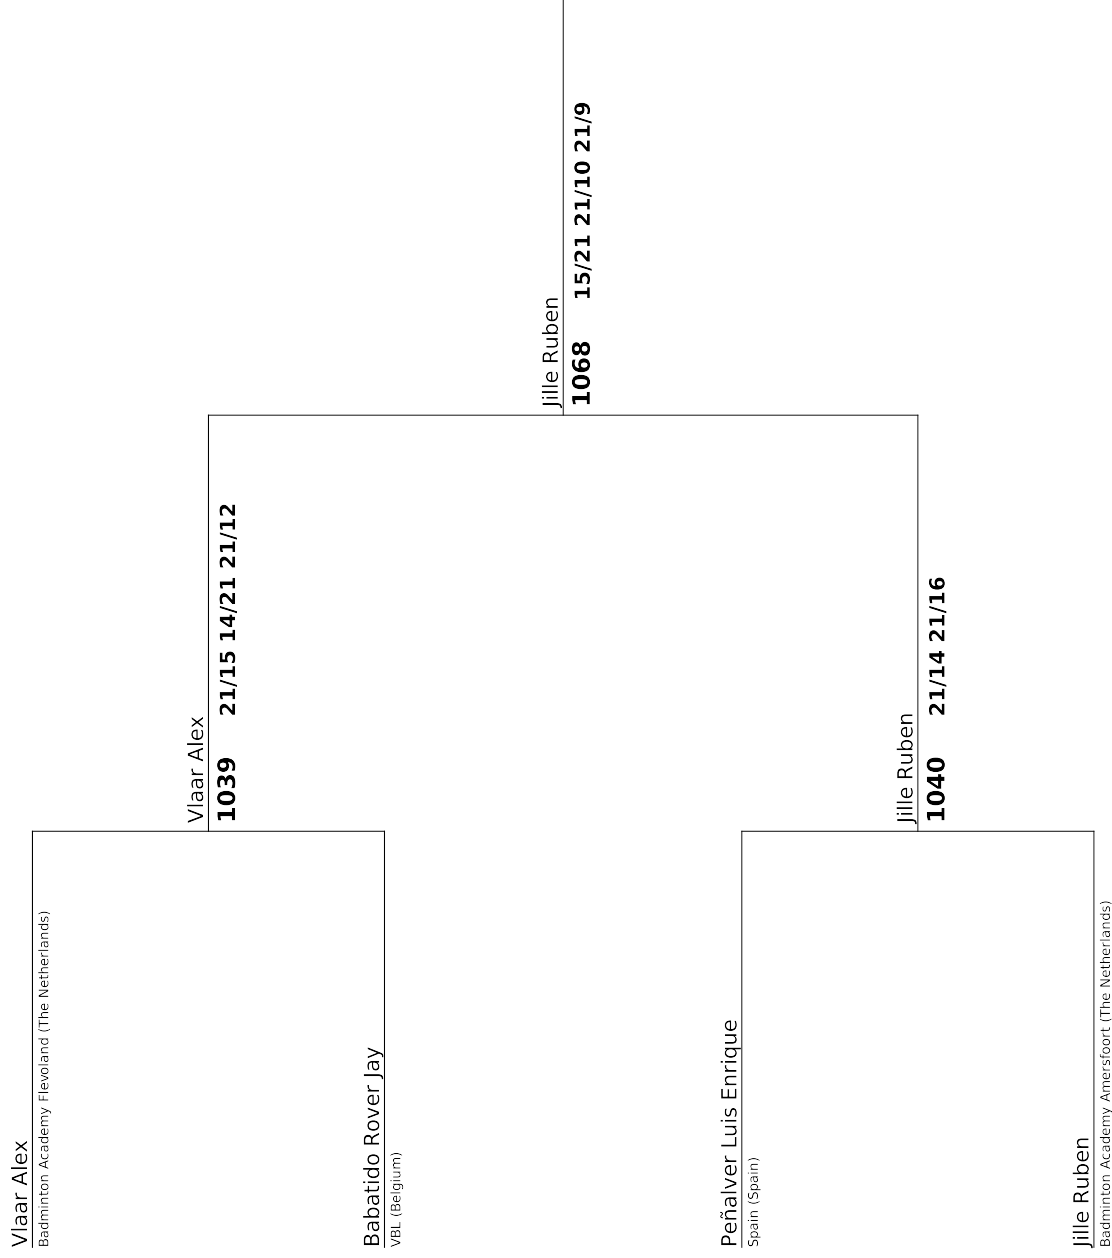 Vlaar Alex
Badminton Academy Flevoland (The Netherlands)
Vlaar Alex
1039 21/15 14/21 21/12
Babatido Rover Jay
VBL (Belgium)
Jille Ruben
1068 15/21 21/10 21/9
Peñalver Luis Enrique
Spain (Spain)
Jille Ruben
1040 21/14 21/16
Jille Ruben
Badminton Academy Amersfoort (The Netherlands)